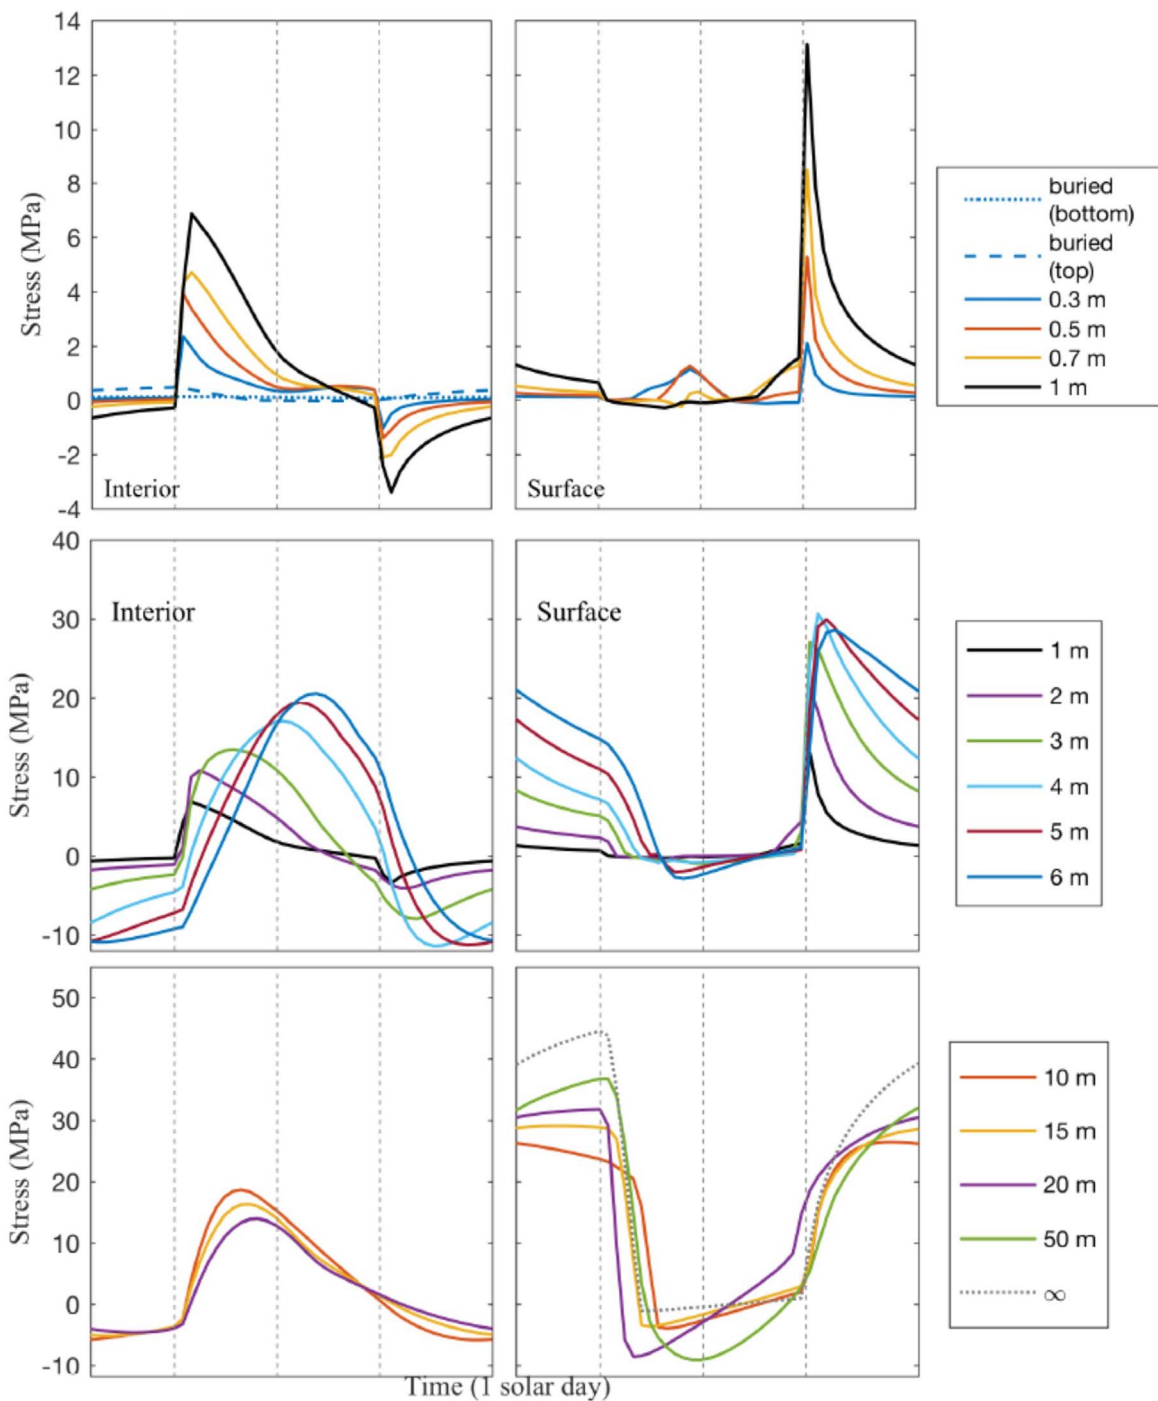 14
12
10
8
6
4
2
0
-2
-4
Stress (MPa)
Interior
Surface
buried
(bottom)
buried
(top)
0.3 m
0.5 m
0.7 m
1 m
40
30
20
10
0
-10
Stress (MPa)
Interior
Surface
1 m
2 m
3 m
4 m
5 m
6 m
50
40
30
20
10
0
-10
Stress (MPa)
10 m
15 m
20 m
50 m
∞
Time (1 solar day)